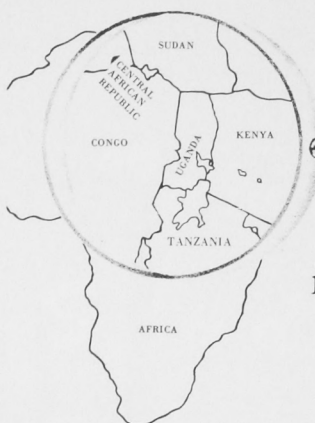 SUDAN
CENTRAL
AFRICAN
REPUBLIC
CONGO
UGANDA
KENYA
TANZANIA
AFRICA